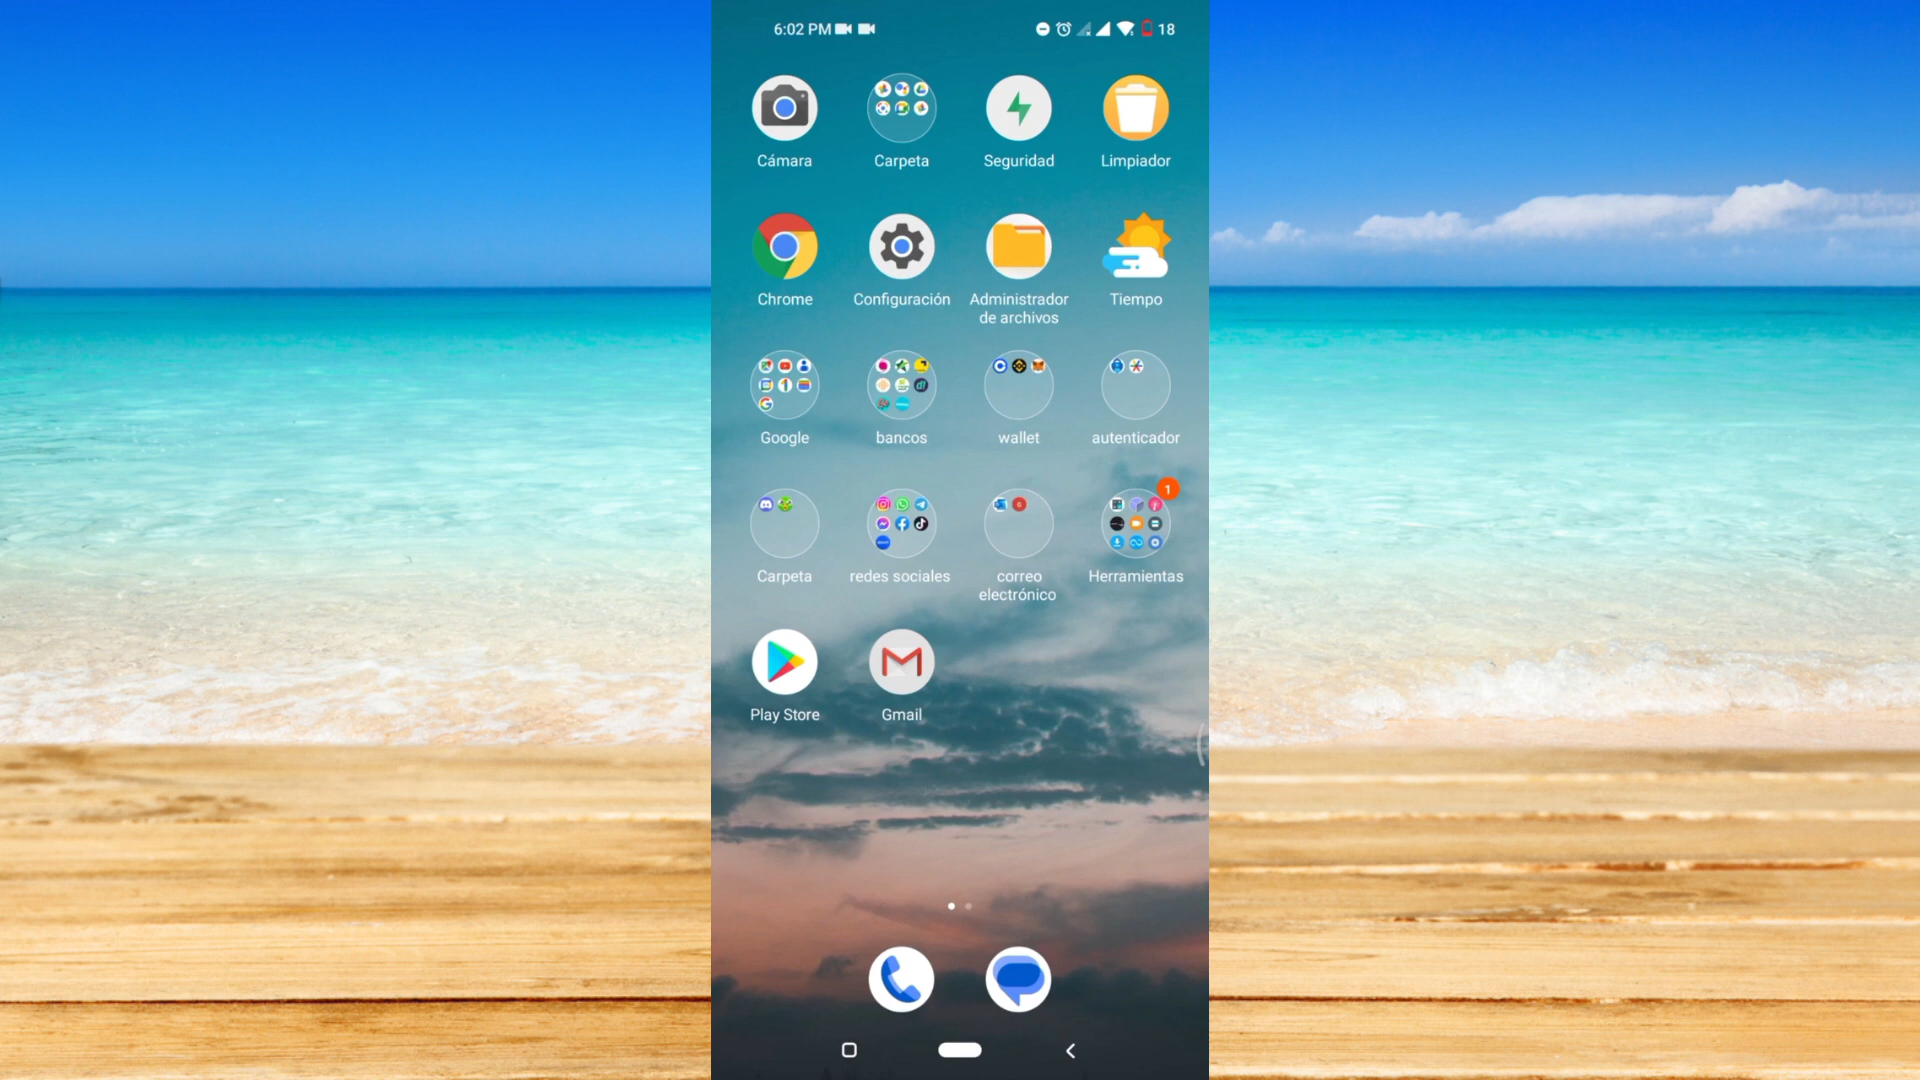 6:02 PM 18
Cámara Carpeta Seguridad Limpiador
Chrome Configuración Administrador de archivos Tiempo
Google bancos wallet autenticador
1
Carpeta redes sociales correo electrónico Herramientas
Play Store Gmail